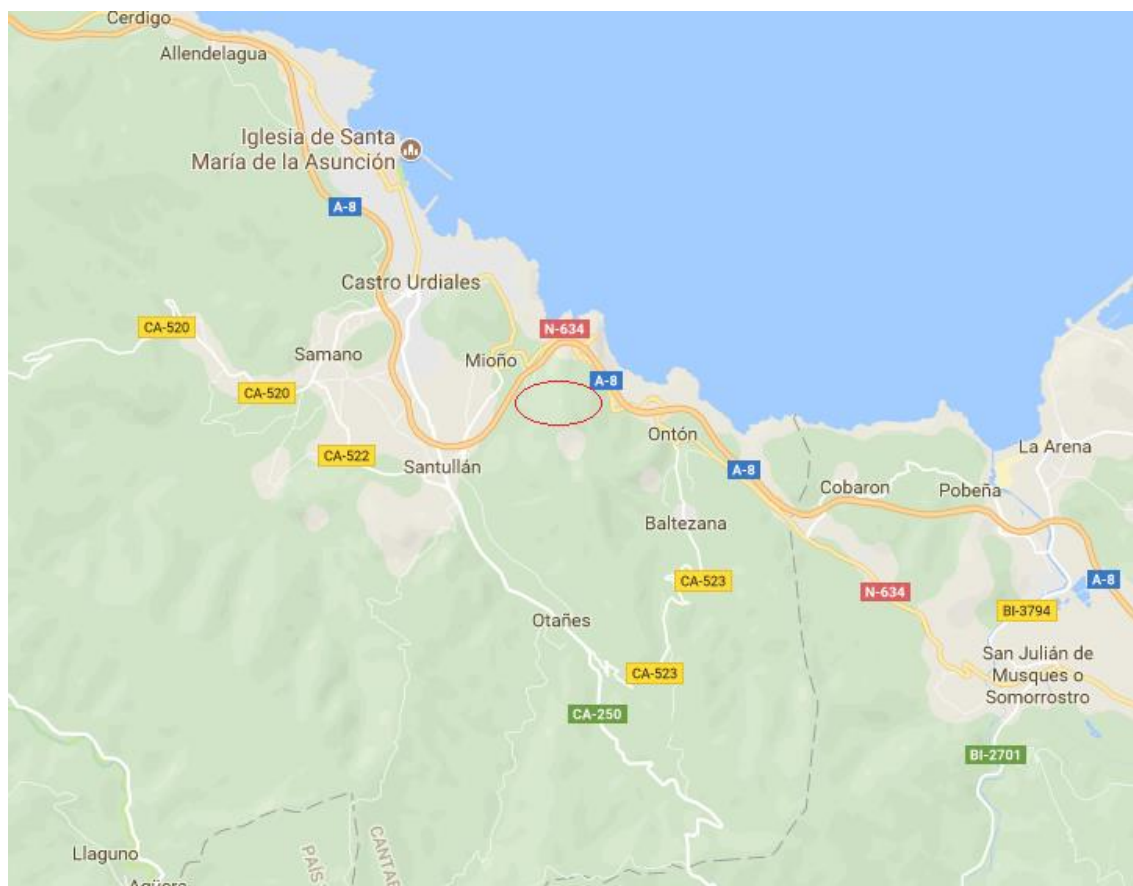 Cerdigo
Allendelagua
Iglesia de Santa
María de la Asunción
A-8
Castro Urdiales
CA-520
N-634
Samano
Mioño
CA-520
A-8
Ontón
CA-522
Santullán
A-8
La Arena
Cobaron
Pobeña
Baltezana
CA-523
A-8
N-634
BI-3794
Otañes
CA-523
San Julián de
Musques o
Somorrostro
CA-250
BI-2701
Llaguno
PAÍS
CANTAB